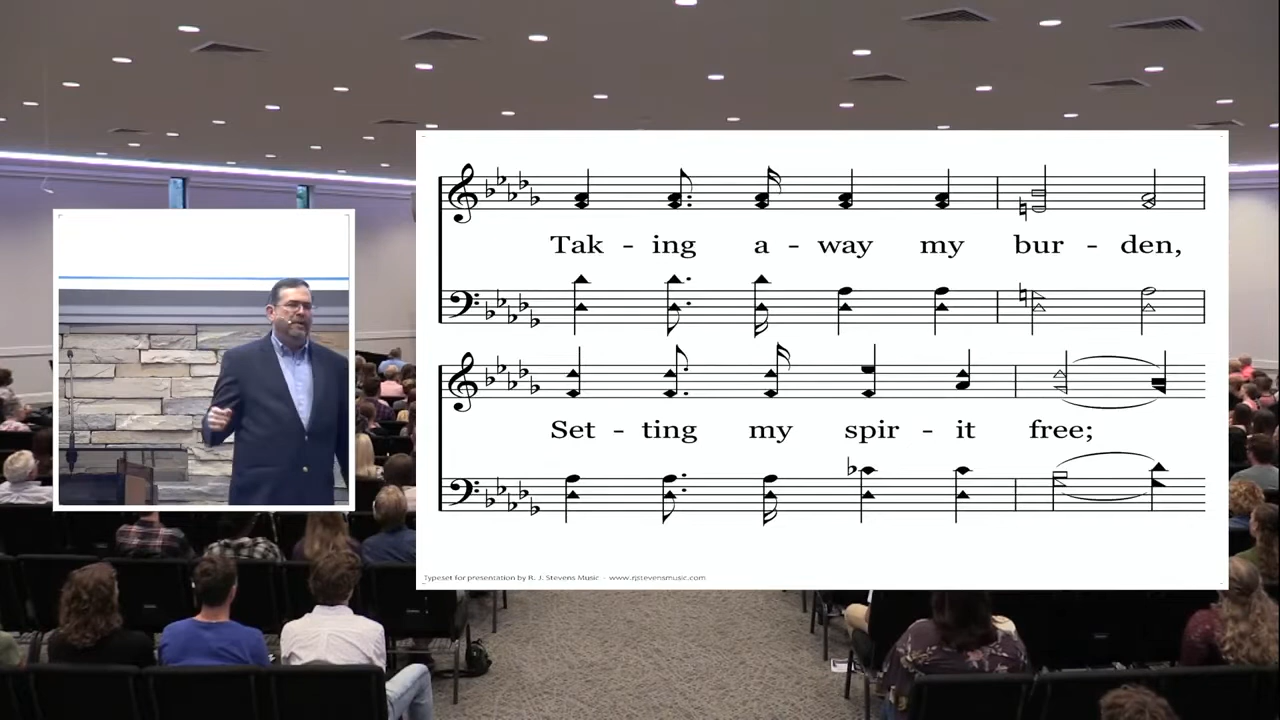 Tak - ing a - way my bur - den,
Set - ting my spir - it free;
Typeset for presentation by R. J. Stevens Music - www.rjstevensmusic.com